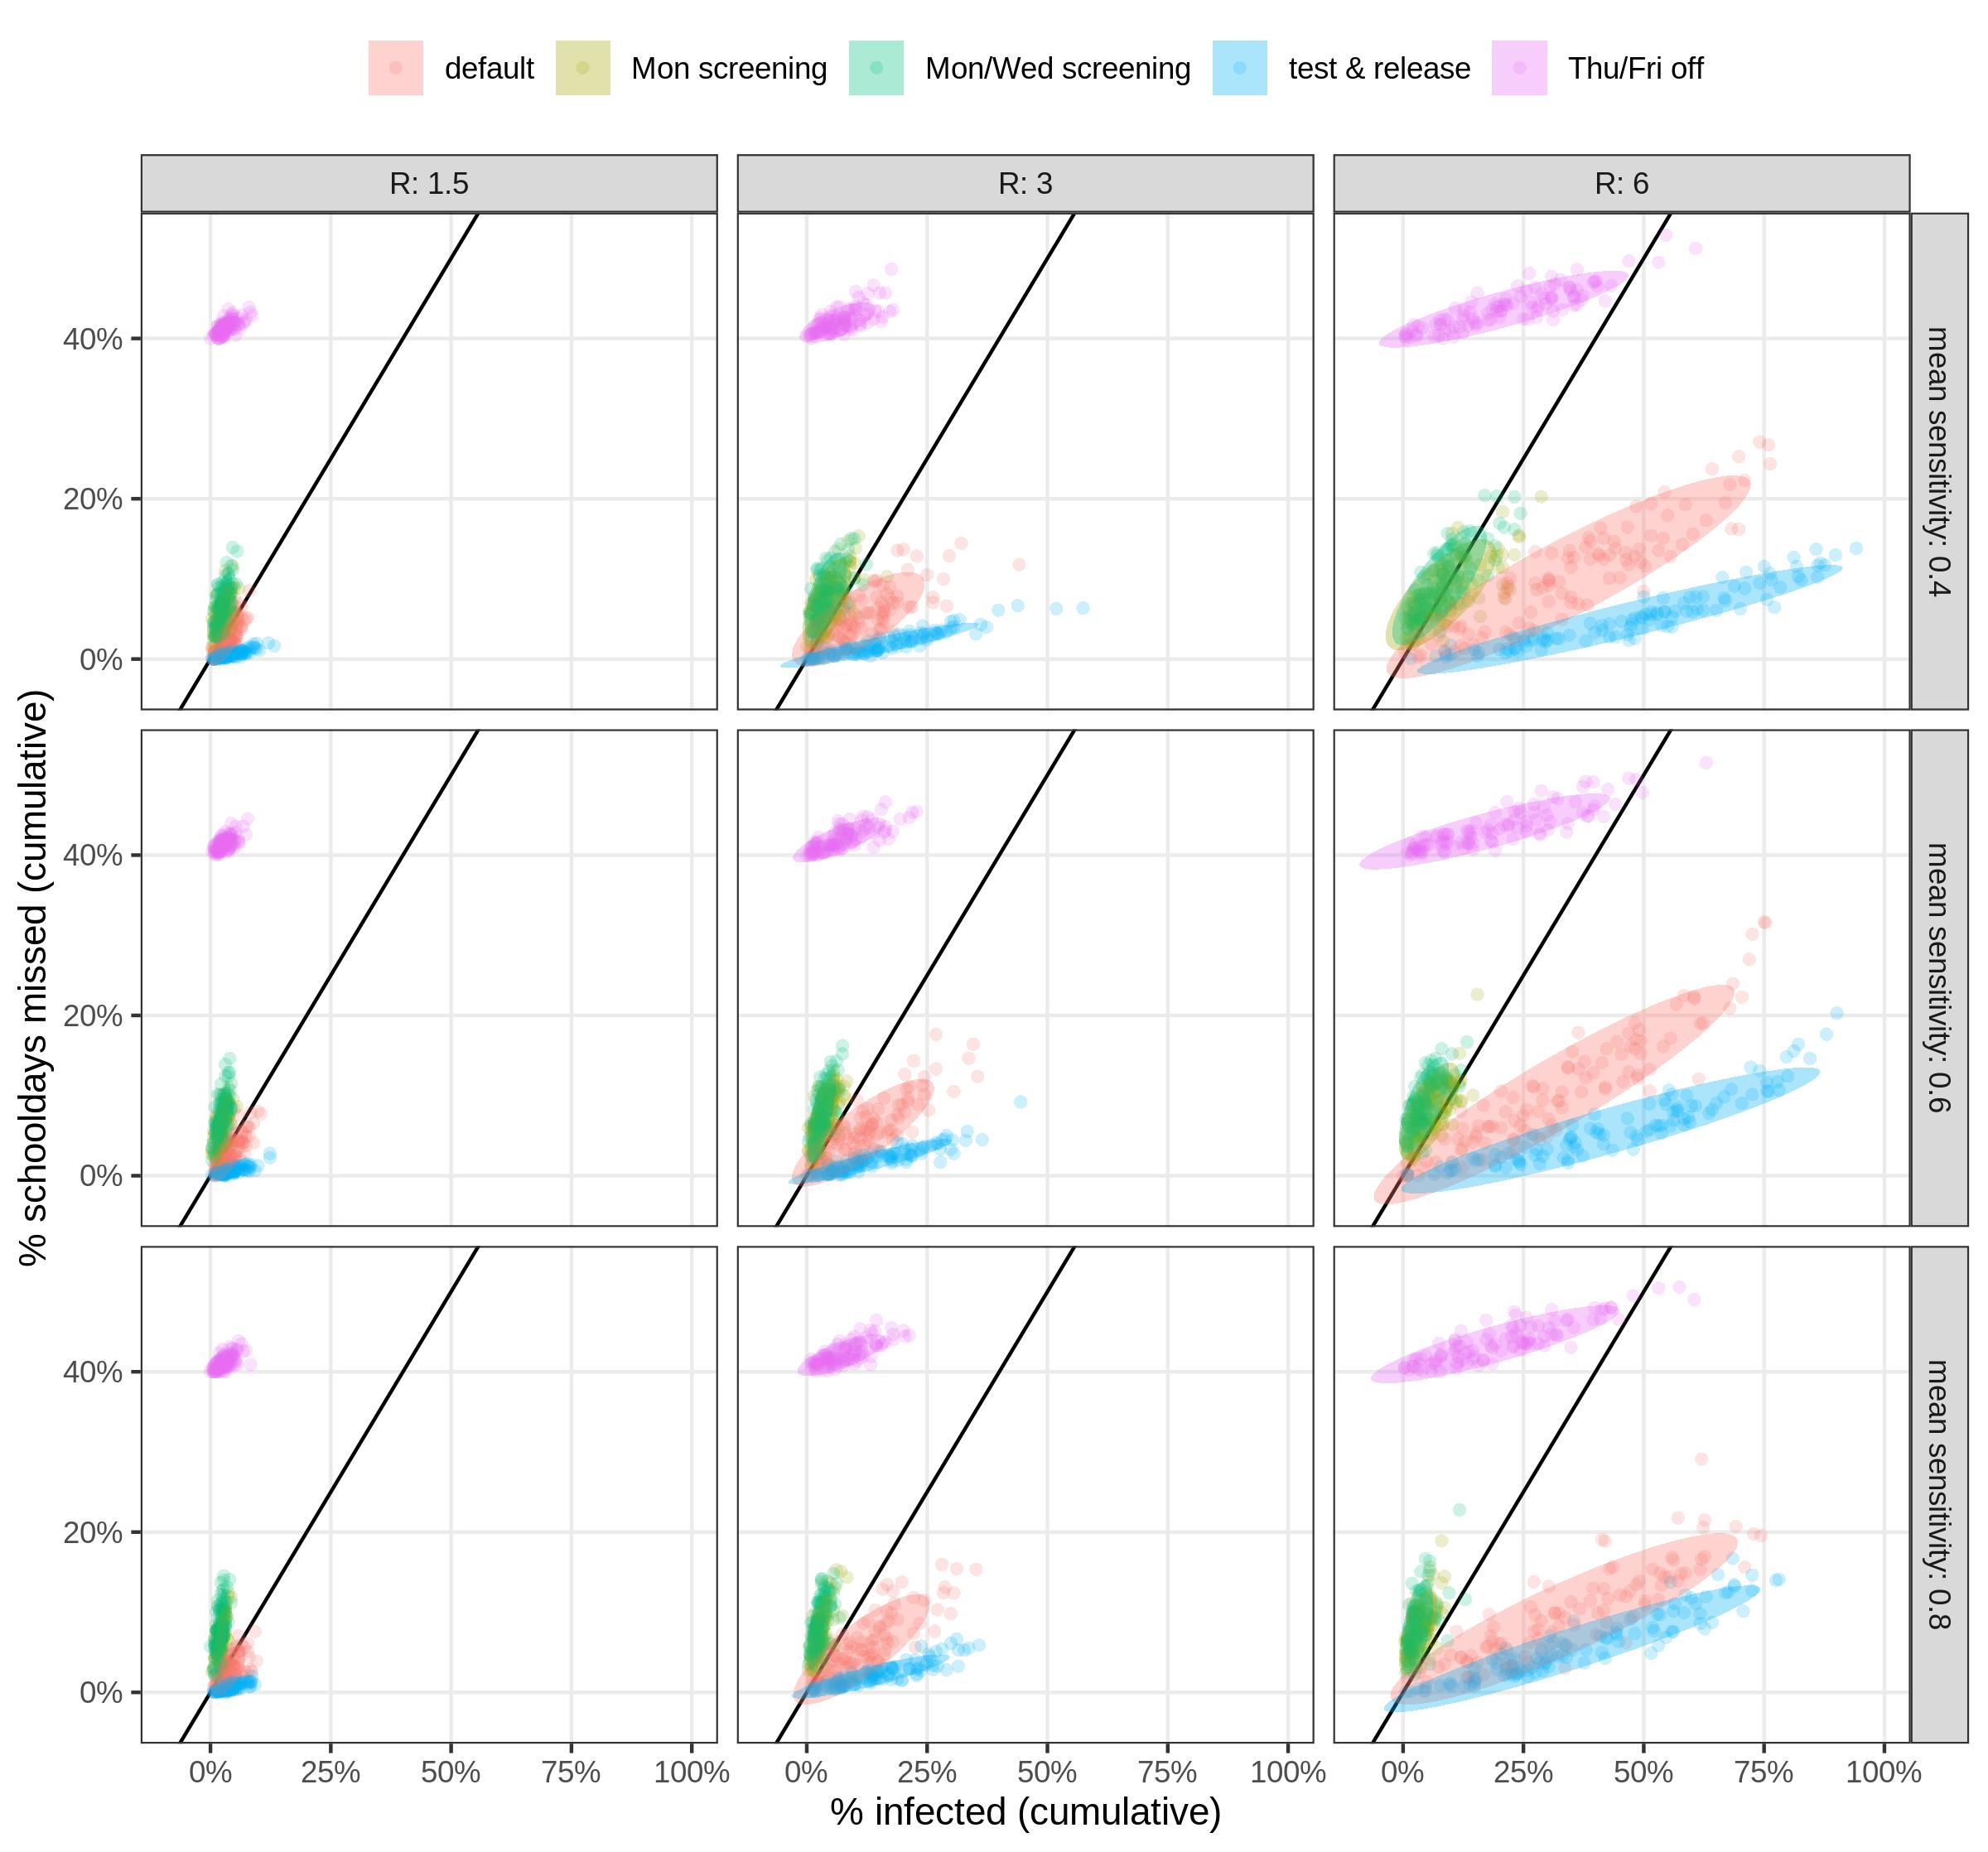 default Mon screening Mon/Wed screening test & release Thu/Fri off
R: 1.5 R: 3 R: 6
40%
20%
0%
mean sensitivity: 0.4
40%
20%
0%
mean sensitivity: 0.6
40%
20%
0%
mean sensitivity: 0.8
% schooldays missed (cumulative)
0% 25% 50% 75% 100% 0% 25% 50% 75% 100% 0% 25% 50% 75% 100%
% infected (cumulative)